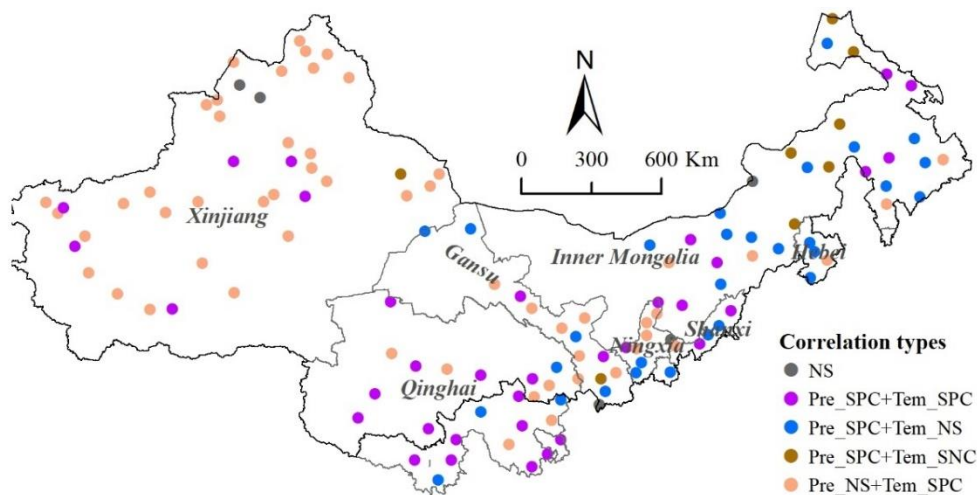 N
0 300 600 Km
Xinjiang
Gansu
Inner Mongolia
Hebei
Ningxia
Shanxi
Qinghai
Correlation types
NS
Pre_SPC+Tem_SPC
Pre_SPC+Tem_NS
Pre_SPC+Tem_SNC
Pre_NS+Tem_SPC